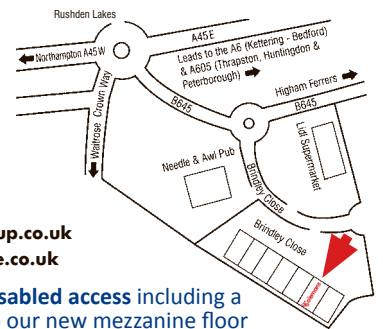 Rushden Lakes
A45 E
Northampton A45 W
Leads to the A6 (Kettering - Bedford)
& A605 (Thrapston, Huntingdon &
Peterborough)
Higham Ferrers
B645
B645
Waitrose
Crown Way
Needle & Awl Pub
Lidl Supermarket
Brindley Close
Brindley Close
up.co.uk
e.co.uk
sabled access including a
o our new mezzanine floor